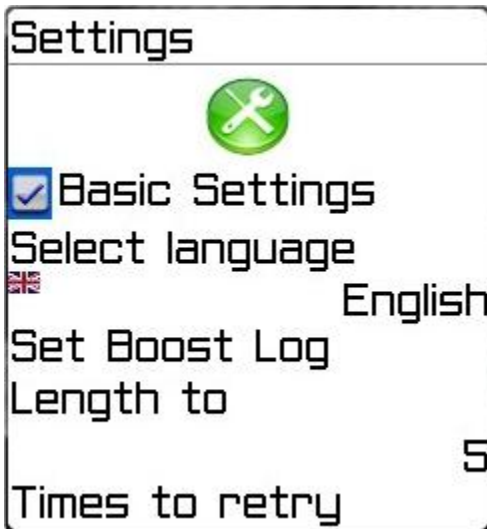 Settings
Basic Settings
Select language
English
Set Boost Log
Length to
5
Times to retry